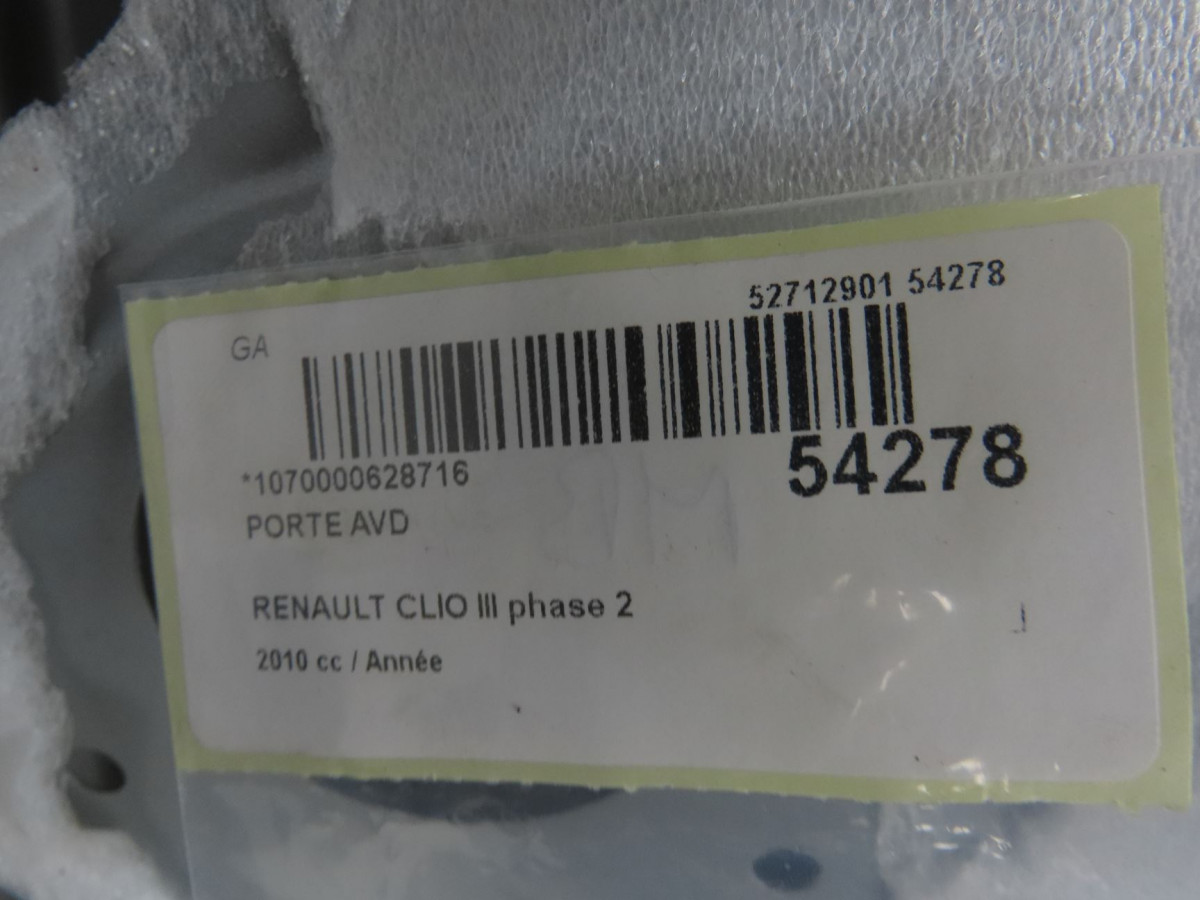 52712901 54278
GA
54278
*1070000628716
PORTE AVD
RENAULT CLIO III phase 2
2010 cc / Année